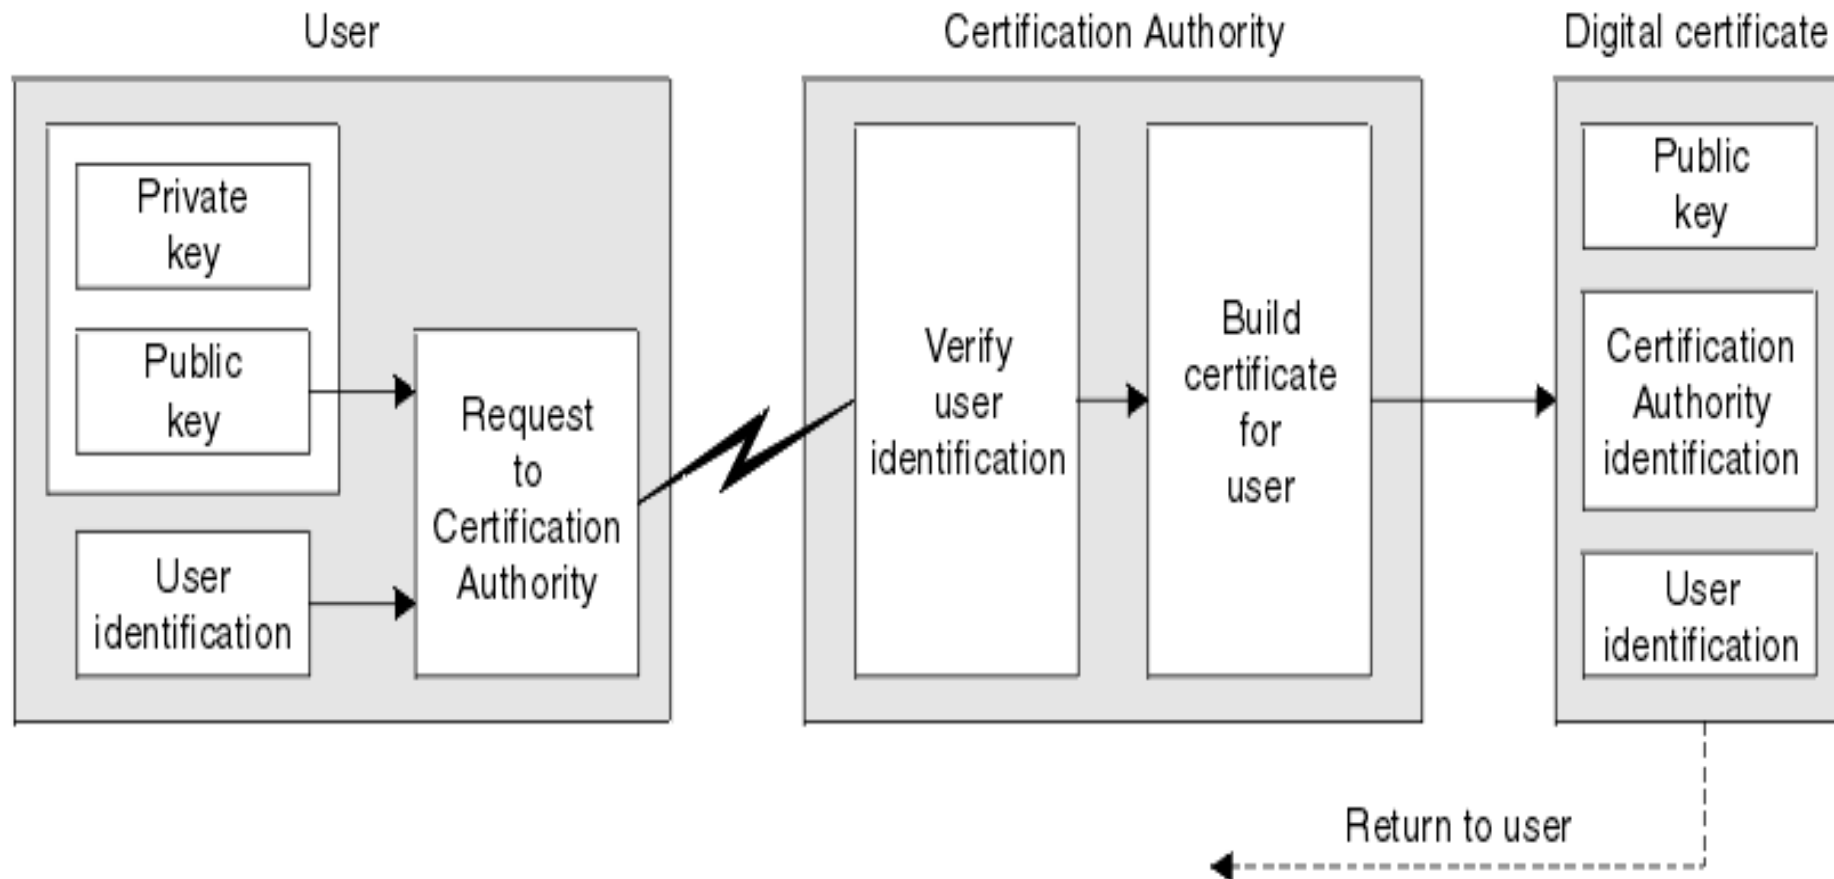 User
Certification Authority
Digital certificate
Private
key
Public
key
User
identification
Request
to
Certification
Authority
Verify
user
identification
Build
certificate
for
user
Public
key
Certification
Authority
identification
User
identification
Return to user